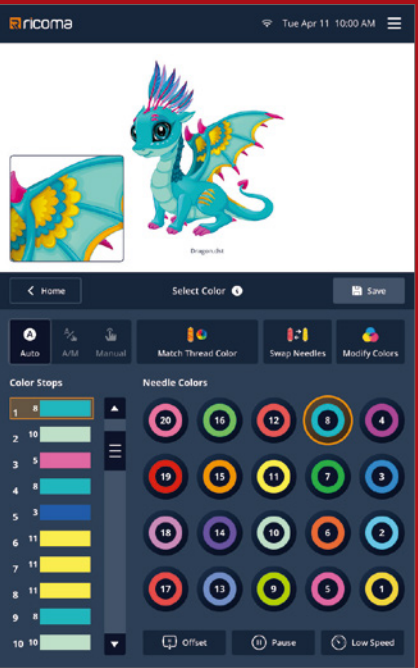 ricoma
Tue Apr 11 10:00 AM
Dragon.dst
Home
Select Color
Save
A
Auto
A/M
Manual
Match Thread Color
Swap Needles
Modify Colors
Color Stops
Needle Colors
1 8
2 10
3 5
4 8
5 3
6 11
7 11
8 11
9 8
10 10
20 16 12 8 4
19 15 11 7 3
18 14 10 6 2
17 13 9 5 1
Offset
Pause
Low Speed